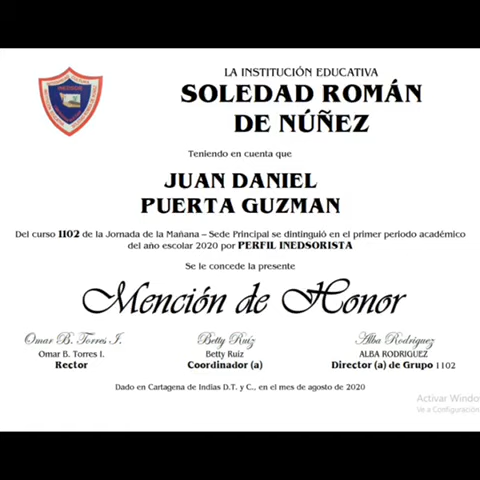 LA INSTITUCIÓN EDUCATIVA
SOLEDAD ROMÁN
DE NÚÑEZ
Teniendo en cuenta que
JUAN DANIEL
PUERTA GUZMAN
Del curso 1102 de la Jornada de la Mañana – Sede Principal se dintinguió en el primer periodo académico
del año escolar 2020 por PERFIL INEDSORISTA
Se le concede la presente
Mención de Honor
Omar B. Torres I. Betty Ruiz Alba Rodriguez
Omar B. Torres I. Betty Ruiz ALBA RODRIGUEZ
Rector Coordinador (a) Director (a) de Grupo 1102
Dado en Cartagena de Indias D.T. y C., en el mes de agosto de 2020
Activar Windo
Ve a Configuración